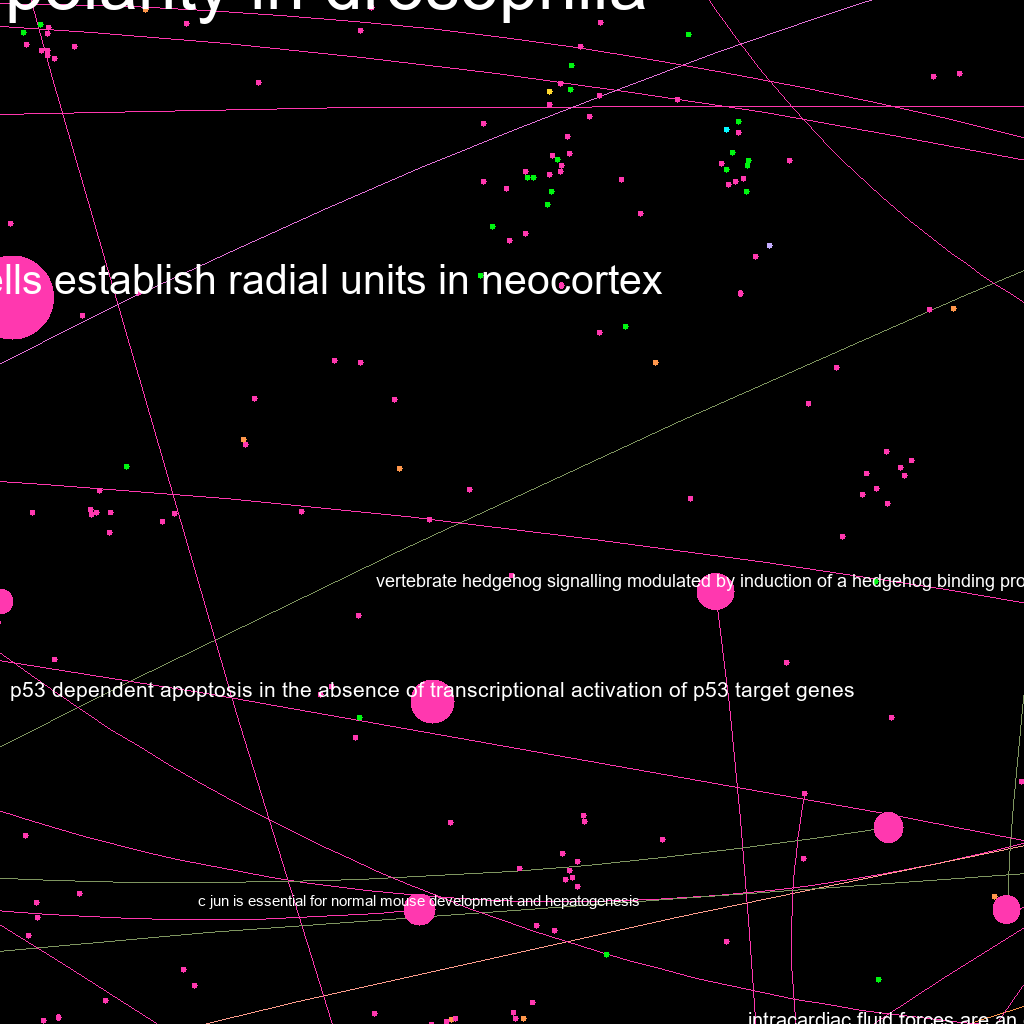 polarity in drosophila
ells establish radial units in neocortex
vertebrate hedgehog signalling modulated by induction of a hedgehog binding pro
p53 dependent apoptosis in the absence of transcriptional activation of p53 target genes
c jun is essential for normal mouse development and hepatogenesis
intracardiac fluid forces are an